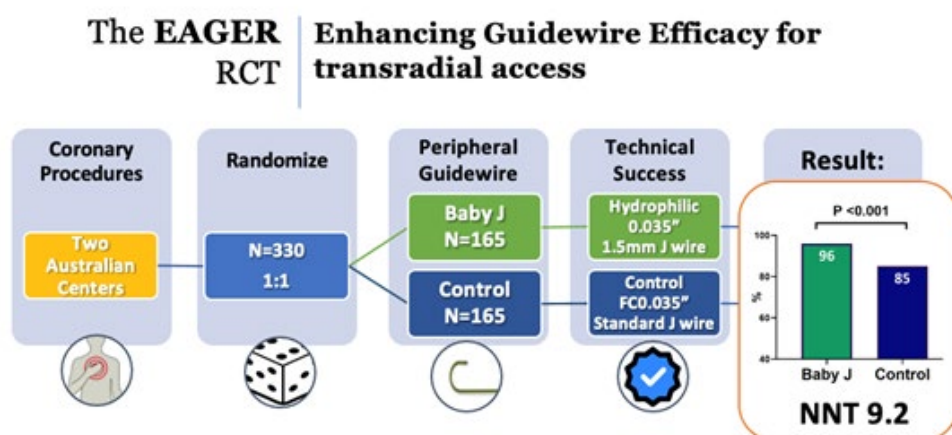 The EAGER
RCT
Enhancing Guidewire Efficacy for
transradial access
Coronary
Procedures
Two
Australian
Centers
Randomize
N=330
1:1
Peripheral
Guidewire
Baby J
N=165
Control
N=165
Technical
Success
Hydrophilic
0.035”
1.5mm J wire
Control
FC0.035”
Standard J wire
Result:
P <0.001
100
80
60
40
%
96
85
Baby J
Control
NNT 9.2